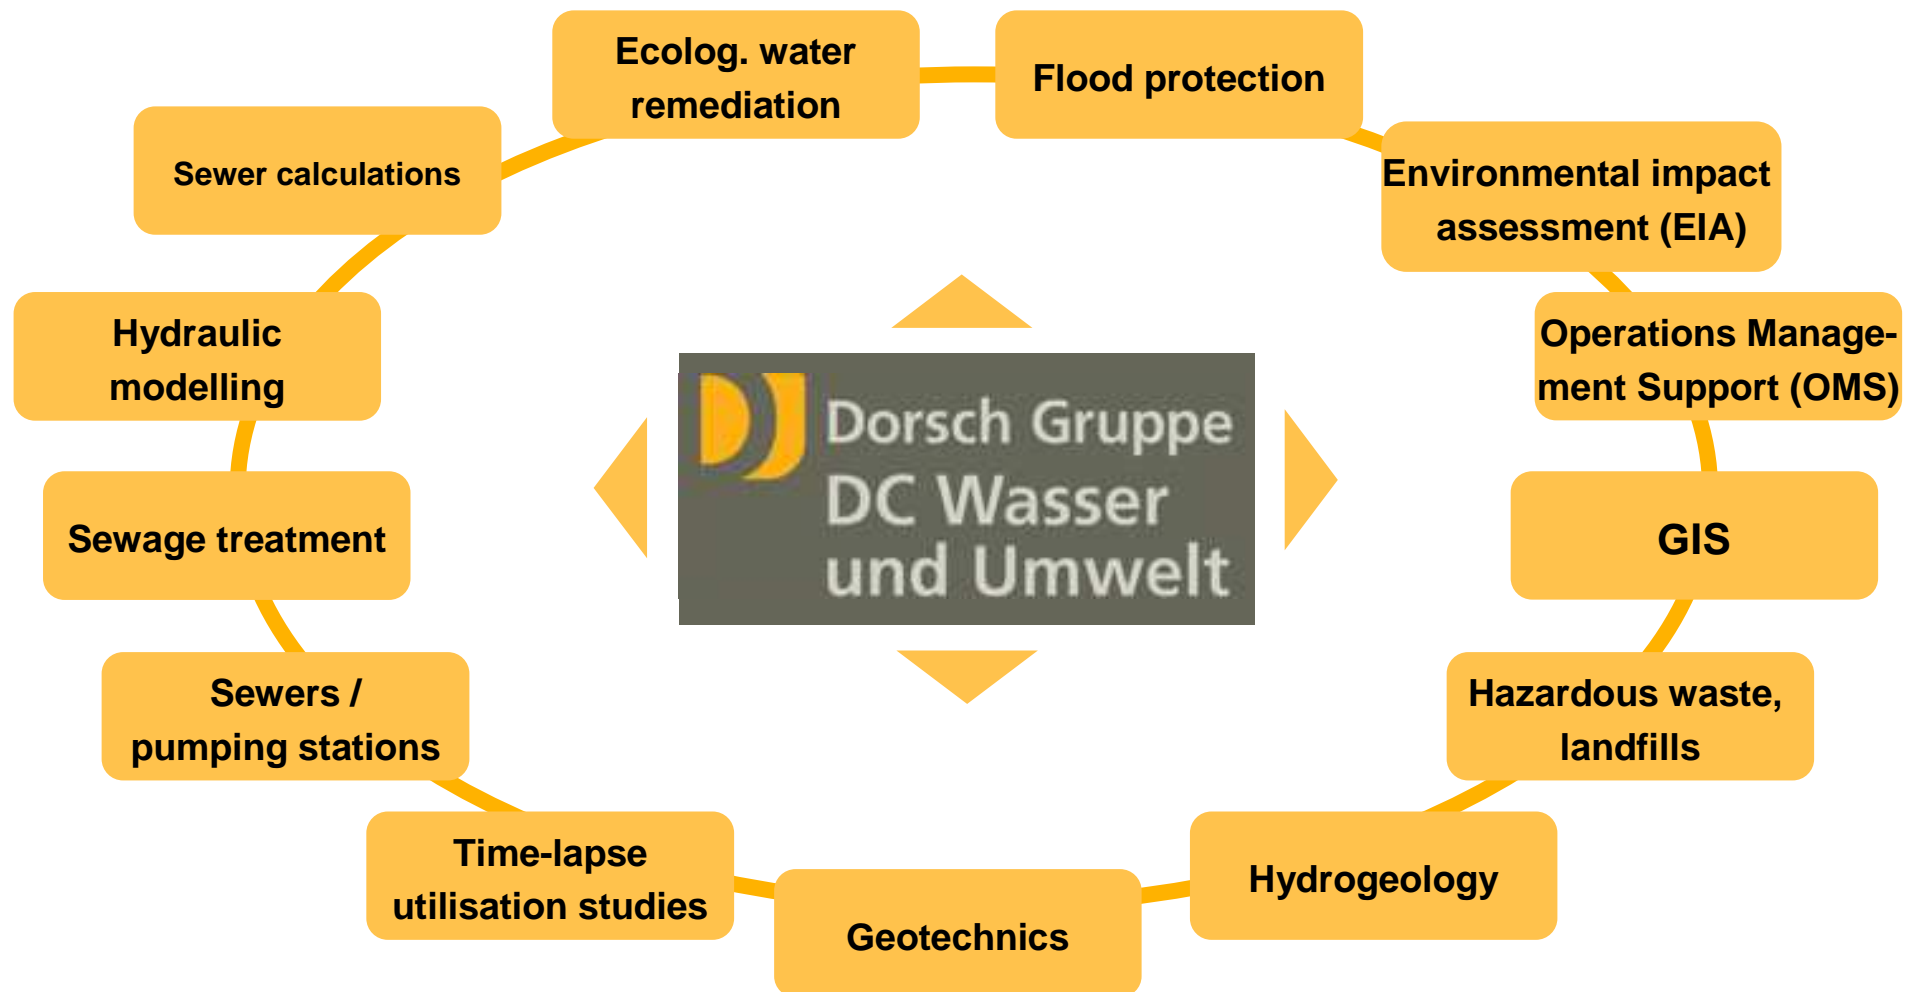 Ecolog. water
remediation
Flood protection
Sewer calculations
Environmental impact
assessment (EIA)
Hydraulic
modelling
Operations Manage-
ment Support (OMS)
Dorsch Gruppe
DC Wasser
und Umwelt
Sewage treatment
GIS
Sewers /
pumping stations
Hazardous waste,
landfills
Time-lapse
utilisation studies
Hydrogeology
Geotechnics